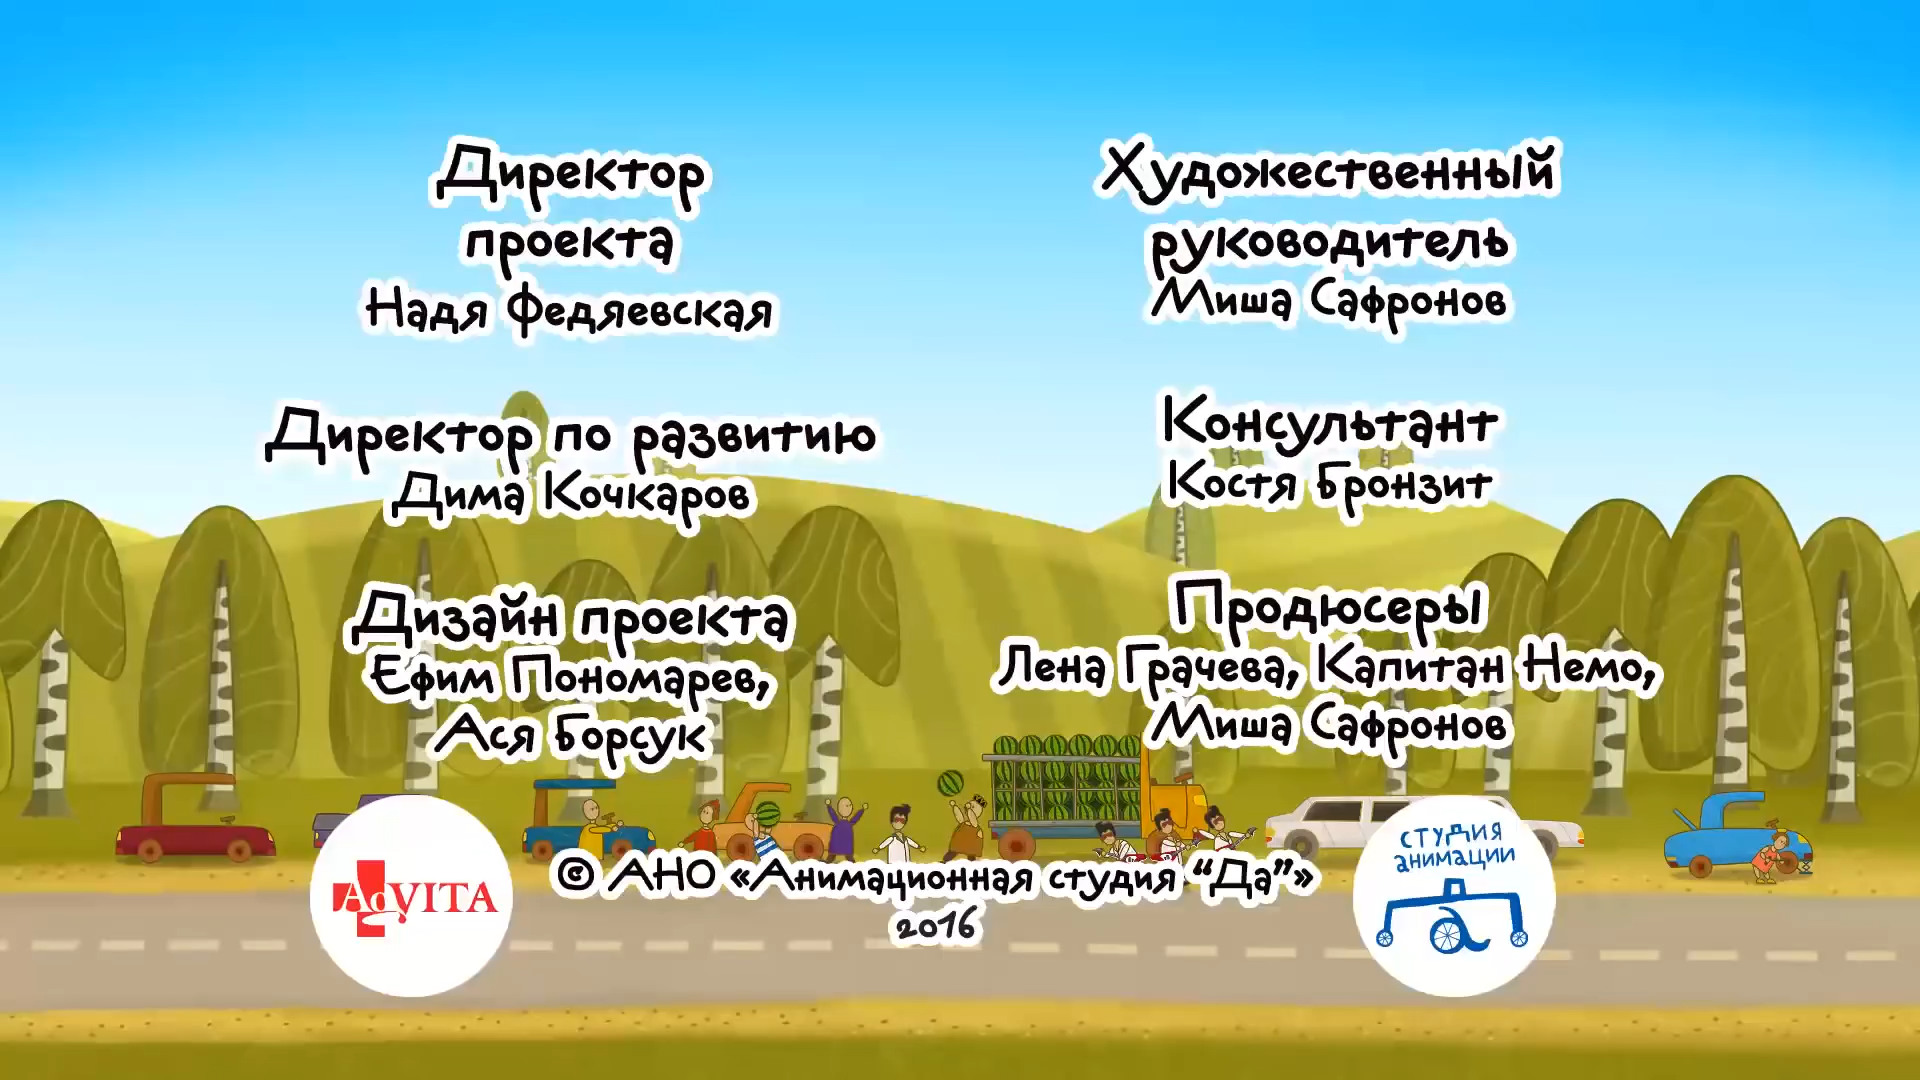 Директор
проекта
Надя Федяевская
Директор по развитию
Дима Кочкаров
Дизайн проекта
Ефим Пономарев,
Ася Борсук
Художественный
руководитель
Миша Сафронов
Консультант
Костя Бронзит
Продюсеры
Лена Грачева, Капитан Немо,
Миша Сафронов
AdVITA
© АНО «Анимационная студия “Да”»
2016
студия
анимации